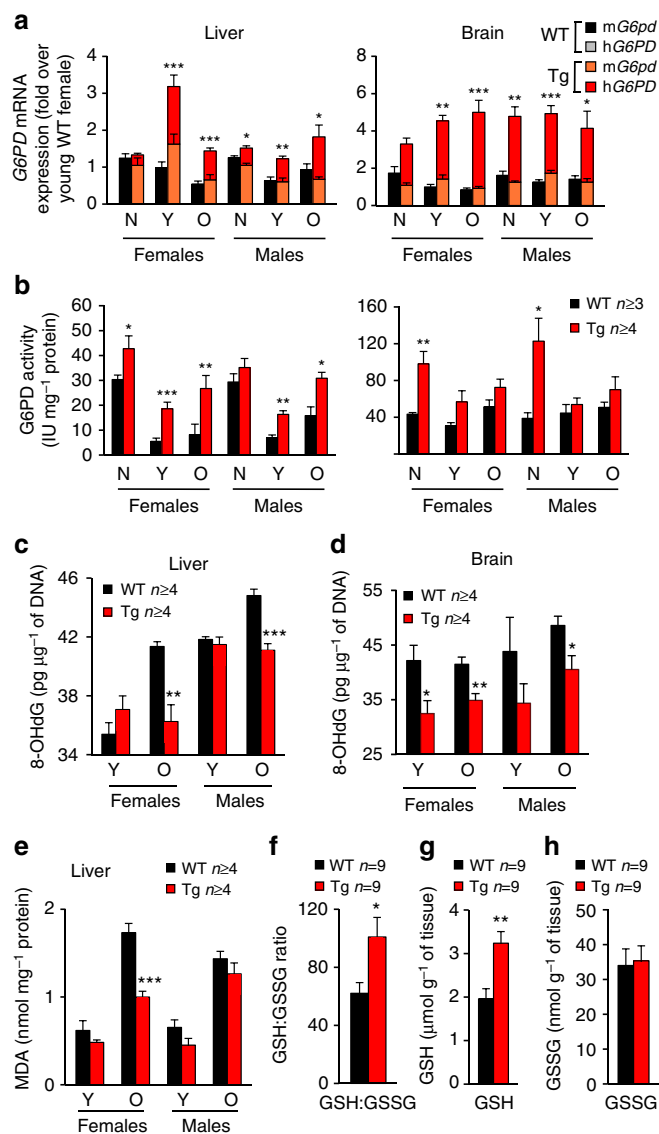 a
Liver
Brain
WT
mG6pd
hG6PD
Tg
mG6pd
hG6PD
G6PD mRNA
expression (fold over
young WT female)
4
3
2
1
0
***
***
*
**
*
N Y O N Y O
Females Males
8
6
4
2
0
**
***
**
***
*
N Y O N Y O
Females Males
b
G6PD activity
(IU mg⁻¹ protein)
60
50
40
30
20
10
0
*
***
**
**
*
N Y O N Y O
Females Males
160
120
80
40
**
*
WT n≥3
Tg n≥4
N Y O N Y O
Females Males
c
Liver
WT n≥4
Tg n≥4
8-OHdG (pg μg⁻¹ of DNA)
46
42
38
34
**
***
Y O Y O
Females Males
d
Brain
WT n≥4
Tg n≥4
8-OHdG (pg μg⁻¹ of DNA)
55
45
35
25
*
**
*
Y O Y O
Females Males
e
Liver
WT n≥4
Tg n≥4
MDA (nmol mg⁻¹ protein)
2
1
0
***
Y O Y O
Females Males
f
WT n=9
Tg n=9
GSH:GSSG ratio
120
90
60
30
0
*
GSH:GSSG
g
WT n=9
Tg n=9
GSH (μmol g⁻¹ of tissue)
4
3
2
1
0
**
GSH
h
WT n=9
Tg n=9
GSSG (nmol g⁻¹ of tissue)
50
40
30
20
10
0
GSSG